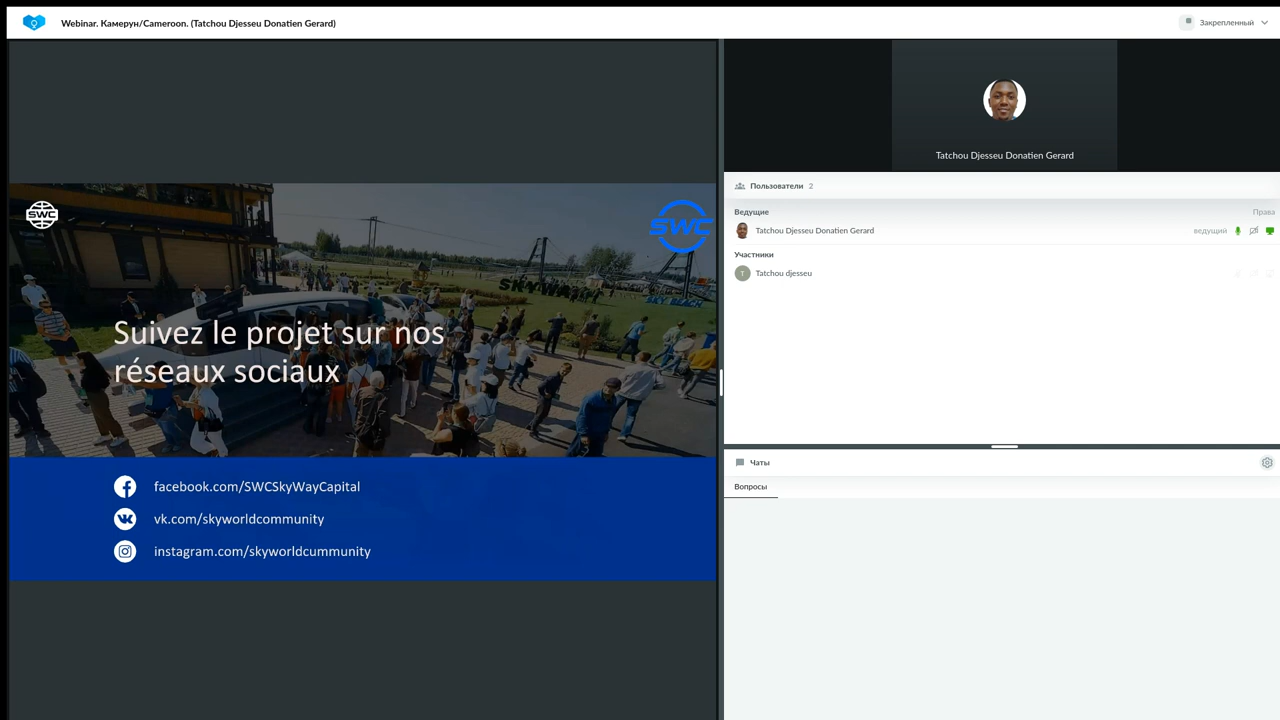 Webinar. Камерун/Cameroon. (Tatchou Djesseu Donatien Gerard)
Закрепленный
SWC
SWC
SKYWAY
Suivez le projet sur nos
réseaux sociaux
facebook.com/SWCSkyWayCapital
vk.com/skyworldcommunity
instagram.com/skyworldcummunity
Tatchou Djesseu Donatien Gerard
Пользователи 2
Ведущие Права
Tatchou Djesseu Donatien Gerard ведущий
Участники
T Tatchou djesseu
Чаты
Вопросы